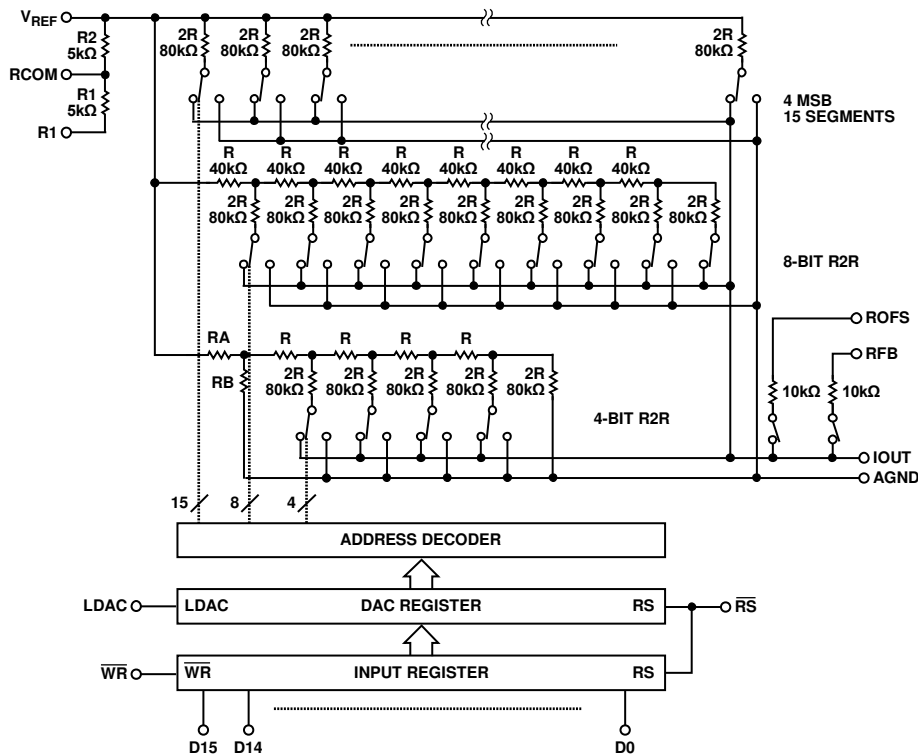 VREF
R2
5kΩ
RCOM
R1
5kΩ
R1
2R 2R 2R 2R
80kΩ 80kΩ 80kΩ 80kΩ
4 MSB
15 SEGMENTS
R R R R R R R R
40kΩ 40kΩ 40kΩ 40kΩ 40kΩ 40kΩ 40kΩ 40kΩ
2R 2R 2R 2R 2R 2R 2R 2R 2R
80kΩ 80kΩ 80kΩ 80kΩ 80kΩ 80kΩ 80kΩ 80kΩ 80kΩ
8-BIT R2R
ROFS
RA R R R R
RFB
RB
2R 2R 2R 2R 2R
80kΩ 80kΩ 80kΩ 80kΩ 80kΩ
10kΩ 10kΩ
4-BIT R2R
IOUT
AGND
15 8 4
ADDRESS DECODER
LDAC LDAC DAC REGISTER RS RS
WR WR INPUT REGISTER RS
D15 D14 D0